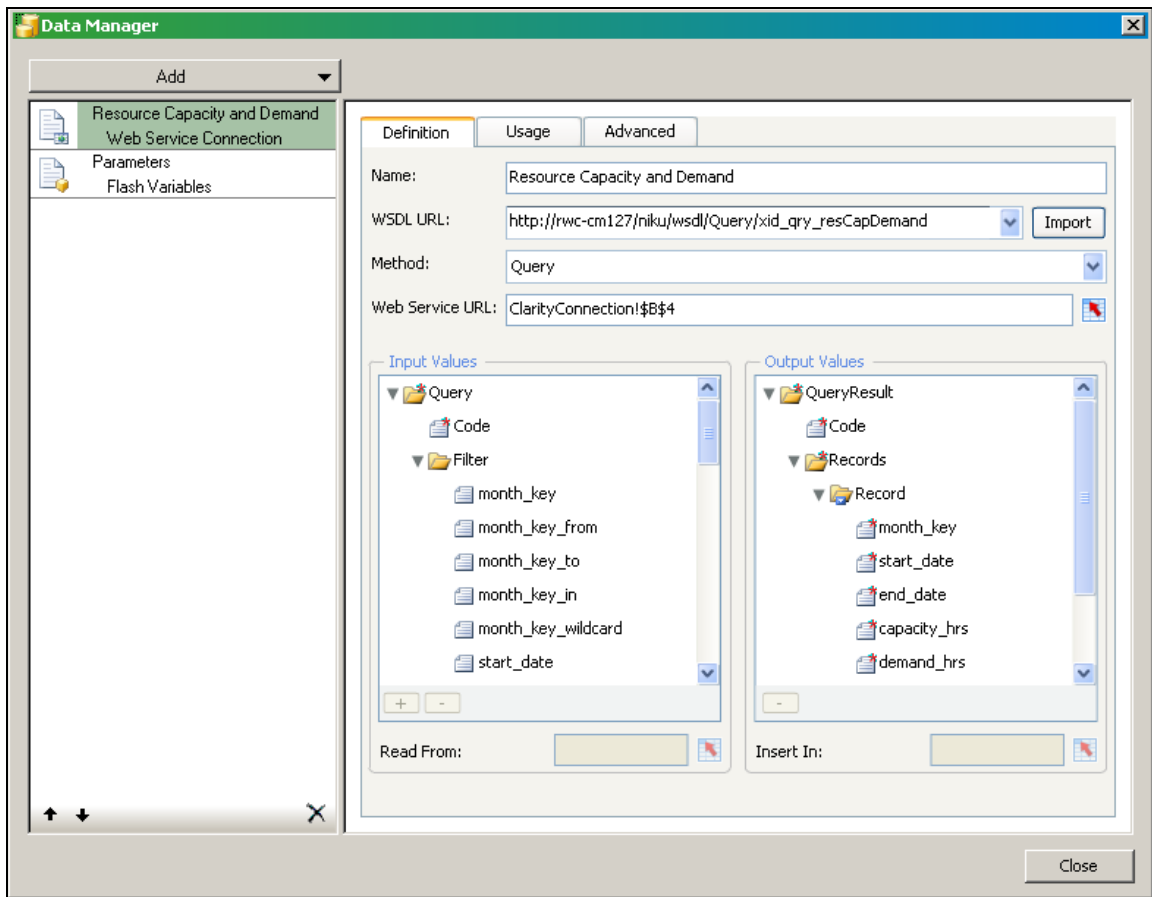 Data Manager
Add
Resource Capacity and Demand
Web Service Connection
Parameters
Flash Variables
Definition
Usage
Advanced
Name:
Resource Capacity and Demand
WSDL URL:
http://rwc-cm127/niku/wsdl/Query/xid_qry_resCapDemand
Import
Method:
Query
Web Service URL:
ClarityConnection!$B$4
Input Values
Query
Code
Filter
month_key
month_key_from
month_key_to
month_key_in
month_key_wildcard
start_date
+
-
Read From:
Output Values
QueryResult
Code
Records
Record
month_key
start_date
end_date
capacity_hrs
demand_hrs
-
Insert In:
Close